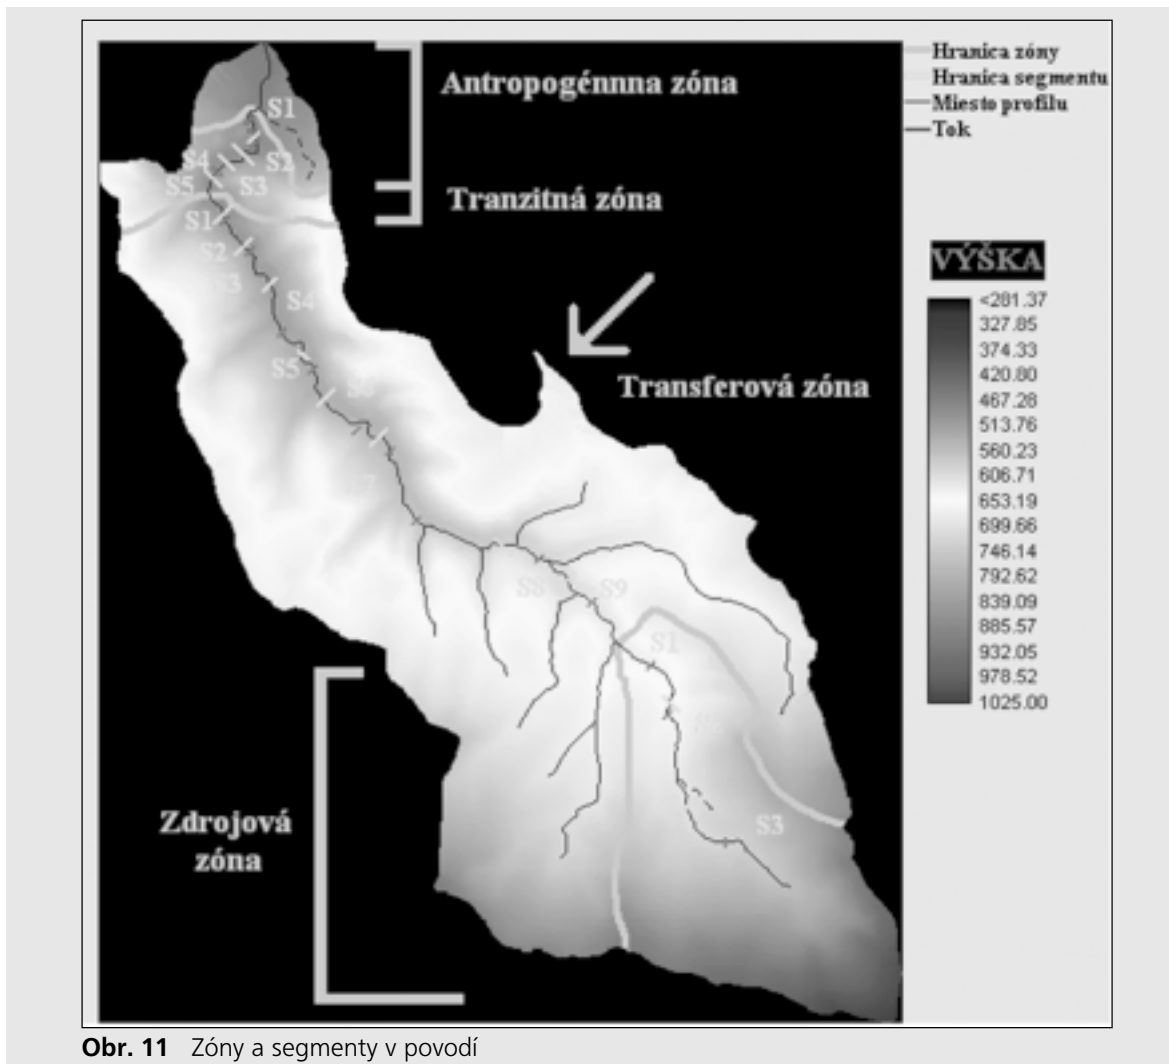 Hranica zóny
Hranica segmentu
Miesto profilu
Tok
Antropogénnna zóna
Tranzitná zóna
Transferová zóna
Zdrojová
zóna
S1
S2
S4
S3
S5
S1
S2
S3
S4
S5
S7
S8
S9
S1
S2
S3
VÝŠKA
<281.37
327.85
374.33
420.80
467.28
513.76
560.23
606.71
653.19
699.66
746.14
792.62
839.09
885.57
932.05
978.52
1025.00
Obr. 11 Zóny a segmenty v povodí